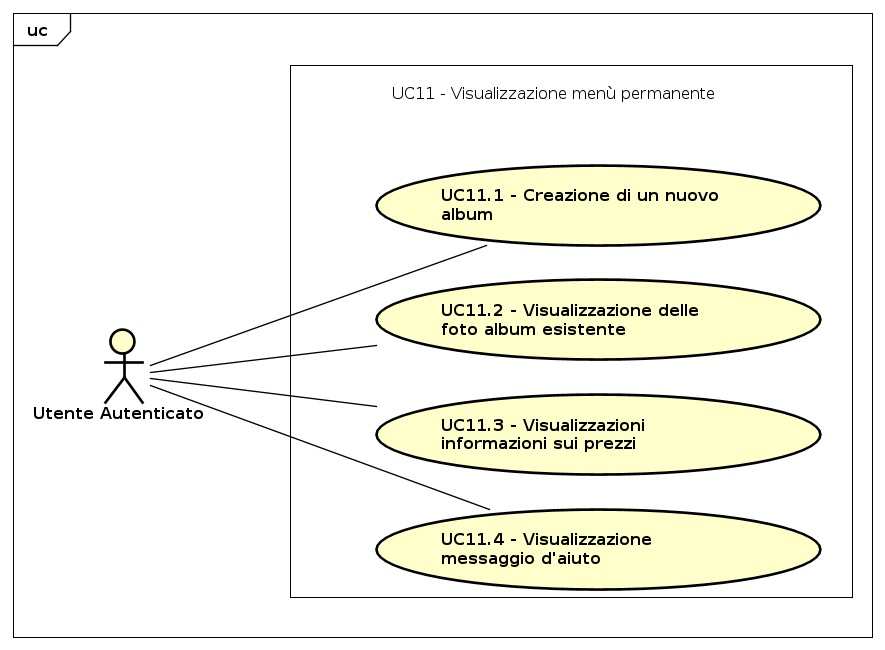 uc
UC11 - Visualizzazione menù permanente
UC11.1 - Creazione di un nuovo
album
UC11.2 - Visualizzazione delle
foto album esistente
Utente Autenticato
UC11.3 - Visualizzazioni
informazioni sui prezzi
UC11.4 - Visualizzazione
messaggio d'aiuto